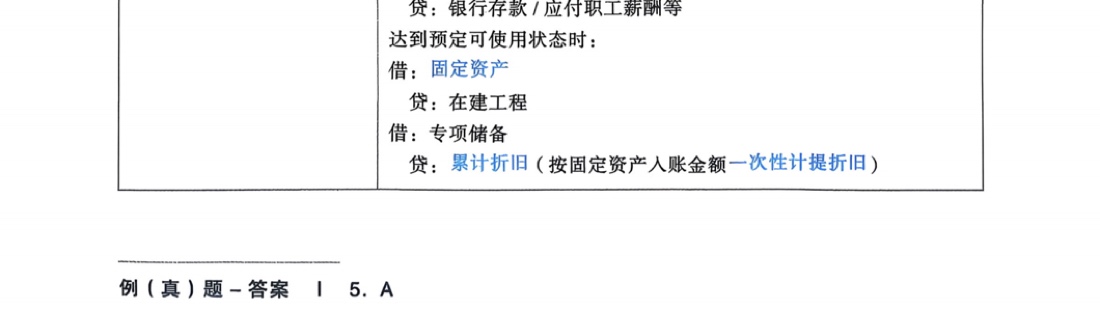 贷：银行存款 / 应付职工薪酬等
达到预定可使用状态时：
借：固定资产
贷：在建工程
借：专项储备
贷：累计折旧（按固定资产入账金额一次性计提折旧）
例（真）题 – 答案 | 5. A